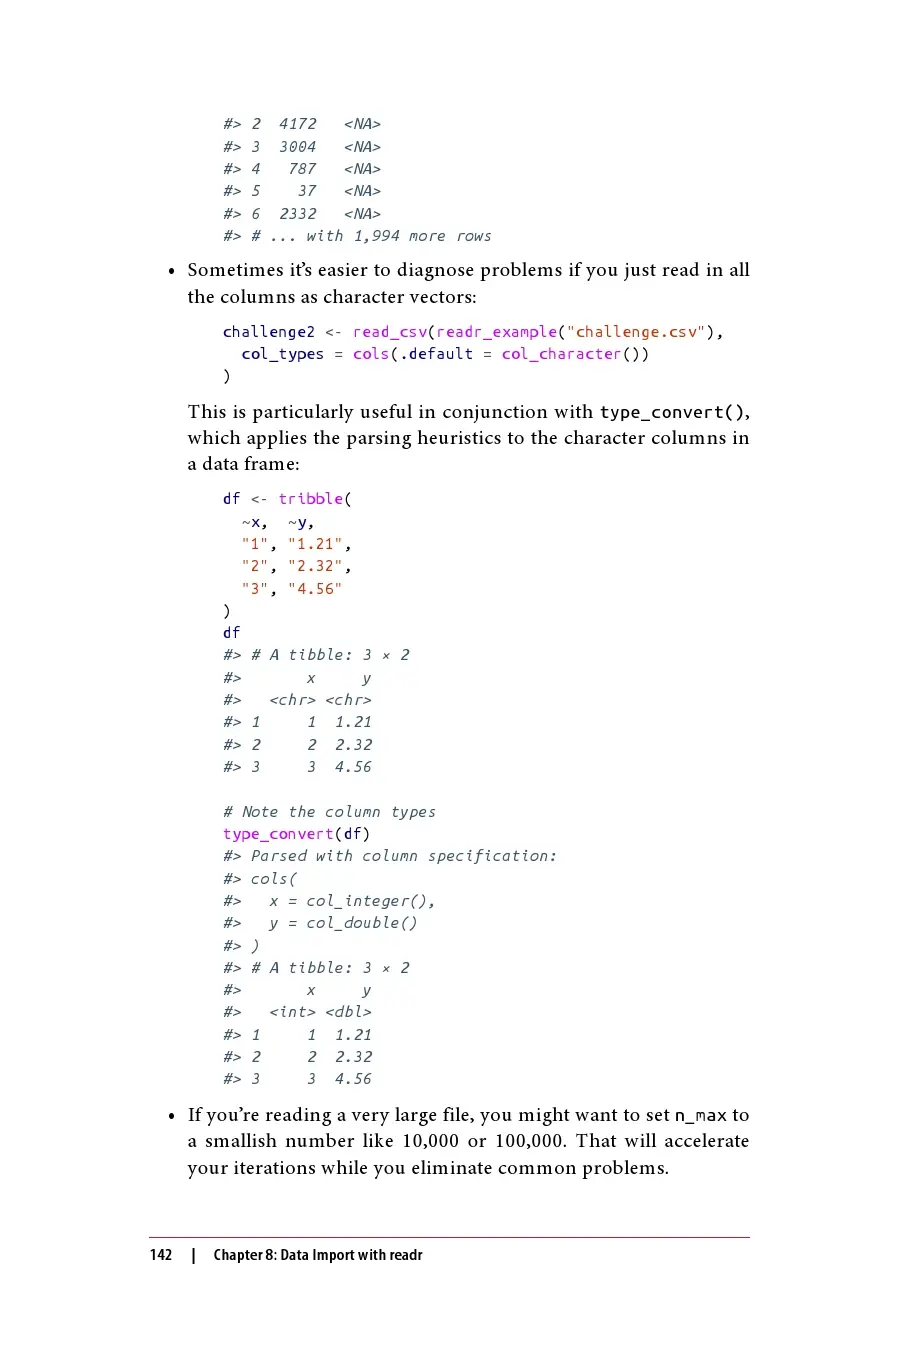 #> 2  4172   <NA>
#> 3  3004   <NA>
#> 4   787   <NA>
#> 5    37   <NA>
#> 6  2332   <NA>
#> # ... with 1,994 more rows
• Sometimes it’s easier to diagnose problems if you just read in all
the columns as character vectors:
challenge2 <- read_csv(readr_example("challenge.csv"),
  col_types = cols(.default = col_character())
)
This is particularly useful in conjunction with type_convert(),
which applies the parsing heuristics to the character columns in
a data frame:
df <- tribble(
  ~x,  ~y,
  "1", "1.21",
  "2", "2.32",
  "3", "4.56"
)
df
#> # A tibble: 3 × 2
#>       x     y
#>   <chr> <chr>
#> 1     1  1.21
#> 2     2  2.32
#> 3     3  4.56
# Note the column types
type_convert(df)
#> Parsed with column specification:
#> cols(
#>   x = col_integer(),
#>   y = col_double()
#> )
#> # A tibble: 3 × 2
#>       x     y
#>   <int> <dbl>
#> 1     1  1.21
#> 2     2  2.32
#> 3     3  4.56
• If you’re reading a very large file, you might want to set n_max to
a smallish number like 10,000 or 100,000. That will accelerate
your iterations while you eliminate common problems.
142 | Chapter 8: Data Import with readr